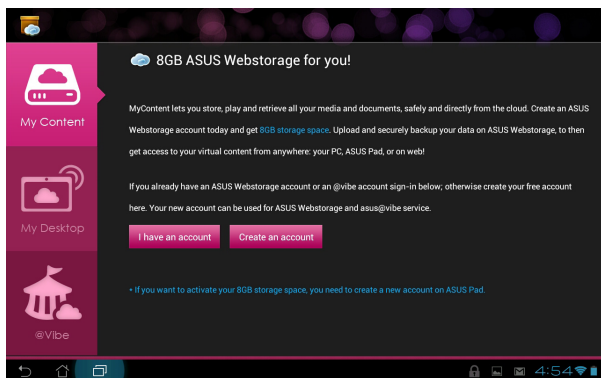 8GB ASUS Webstorage for you!
My Content
MyContent lets you store, play and retrieve all your media and documents, safely and directly from the cloud. Create an ASUS
Webstorage account today and get 8GB storage space. Upload and securely backup your data on ASUS Webstorage, to then
get access to your virtual content from anywhere: your PC, ASUS Pad, or on web!
If you already have an ASUS Webstorage account or an @vibe account sign-in below; otherwise create your free account
here. Your new account can be used for ASUS Webstorage and asus@vibe service.
My Desktop
I have an account
Create an account
• If you want to activate your 8GB storage space, you need to create a new account on ASUS Pad.
@Vibe
4:54